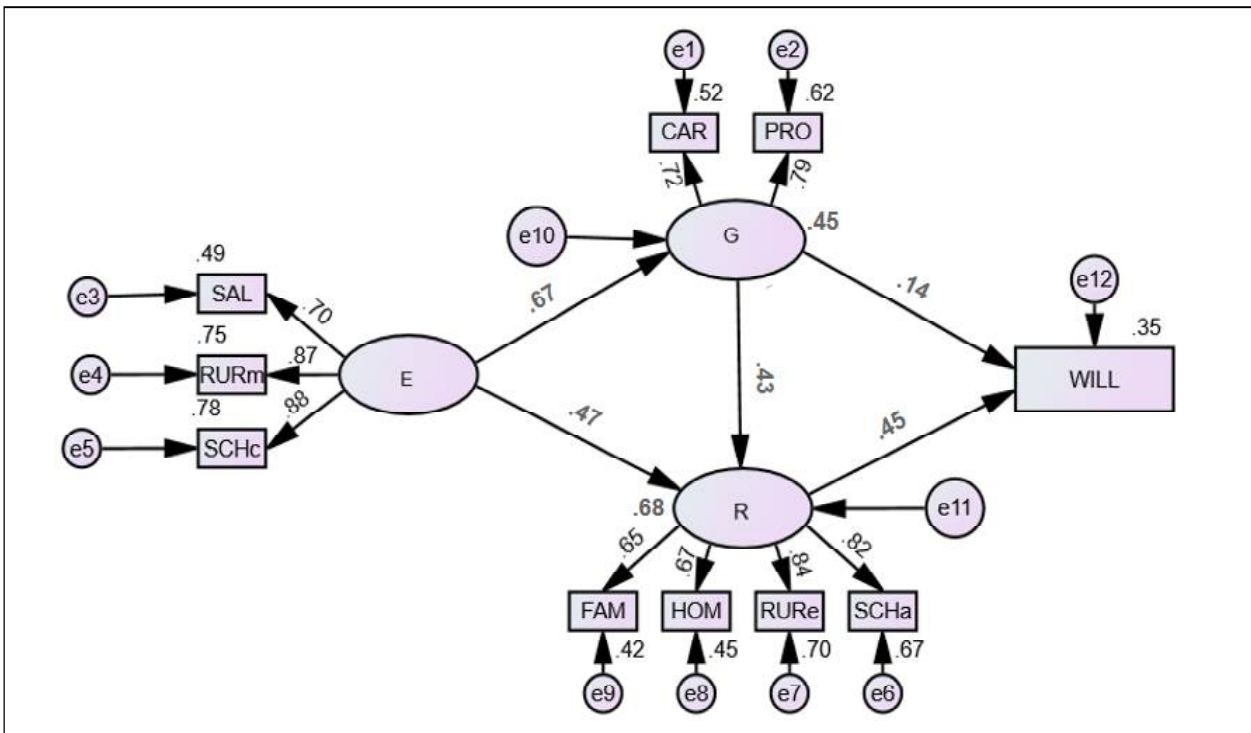 e1
e2
.52
.62
CAR
PRO
.72
.79
e10
G
.45
.49
c3
SAL
.70
.67
.14
e12
.35
.75
e4
RURm
.87
E
.43
WILL
.78
.88
.47
.45
e5
SCHc
.68
R
e11
.65
.67
.84
.82
FAM
HOM
RURe
SCHa
.42
.45
.70
.67
e9
e8
e7
e6